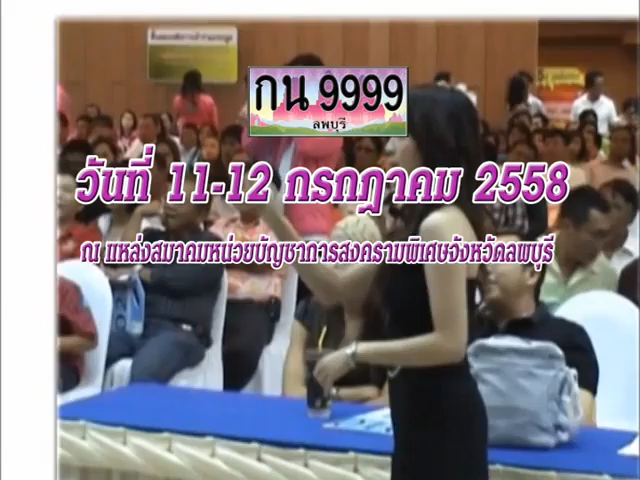 กน 9999
ลพบุรี
วันที่ 11-12 กรกฎาคม 2558
ณ แหล่งสมาคมหน่วยบัญชาการสงครามพิเศษจังหวัดลพบุรี